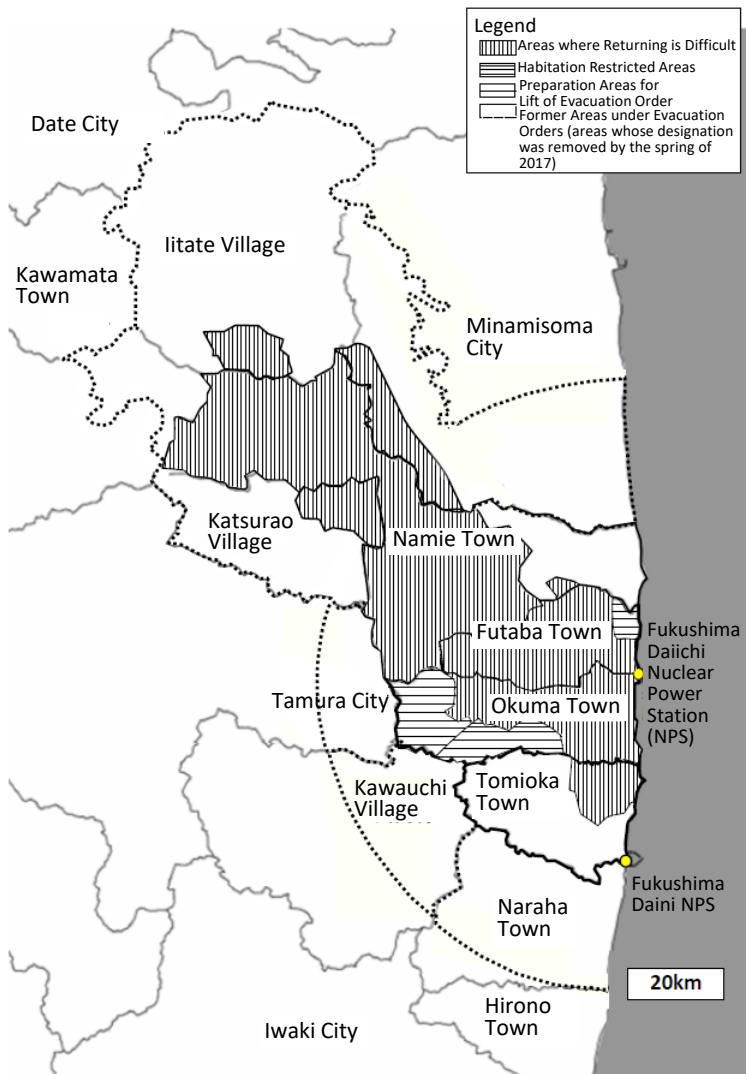 Legend
Areas where Returning is Difficult
Habitation Restricted Areas
Preparation Areas for
Lift of Evacuation Order
Former Areas under Evacuation
Orders (areas whose designation
was removed by the spring of
2017)
Date City
Iitate Village
Kawamata
Town
Minamisoma
City
Katsurao
Village
Namie Town
Futaba Town
Fukushima
Daiichi
Nuclear
Power
Station
(NPS)
Okuma Town
Tamura City
Kawauchi
Village
Tomioka
Town
Fukushima
Daini NPS
Naraha
Town
20km
Hirono
Town
Iwaki City